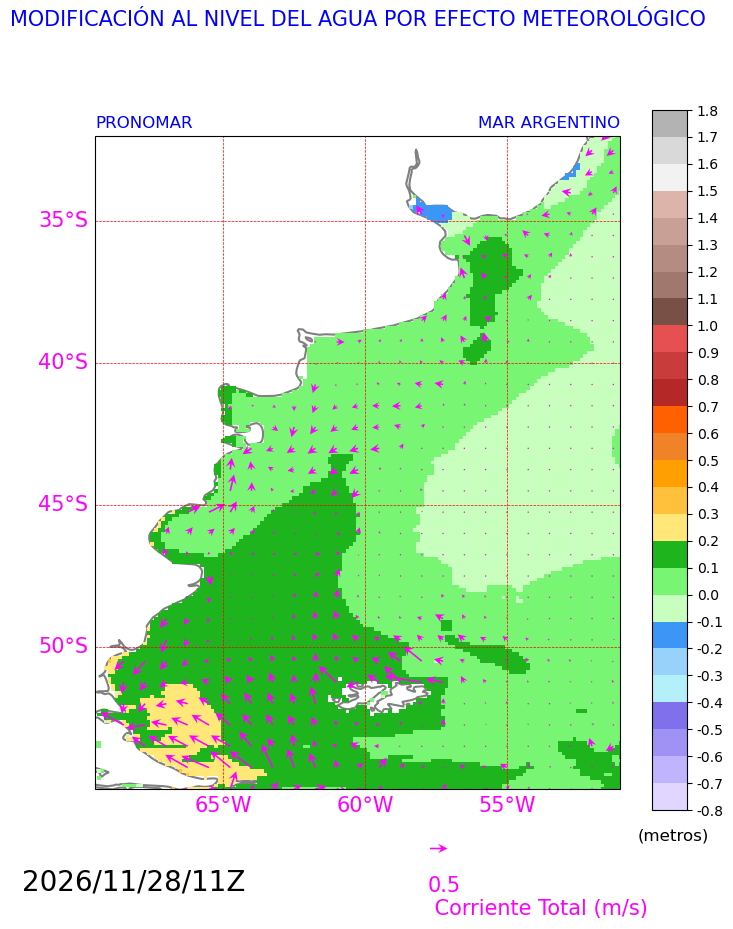 MODIFICACIÓN AL NIVEL DEL AGUA POR EFECTO METEOROLÓGICO
PRONOMAR
MAR ARGENTINO
35°S
40°S
45°S
50°S
65°W
60°W
55°W
1.8
1.7
1.6
1.5
1.4
1.3
1.2
1.1
1.0
0.9
0.8
0.7
0.6
0.5
0.4
0.3
0.2
0.1
0.0
-0.1
-0.2
-0.3
-0.4
-0.5
-0.6
-0.7
-0.8
(metros)
2026/11/28/11Z
0.5
Corriente Total (m/s)